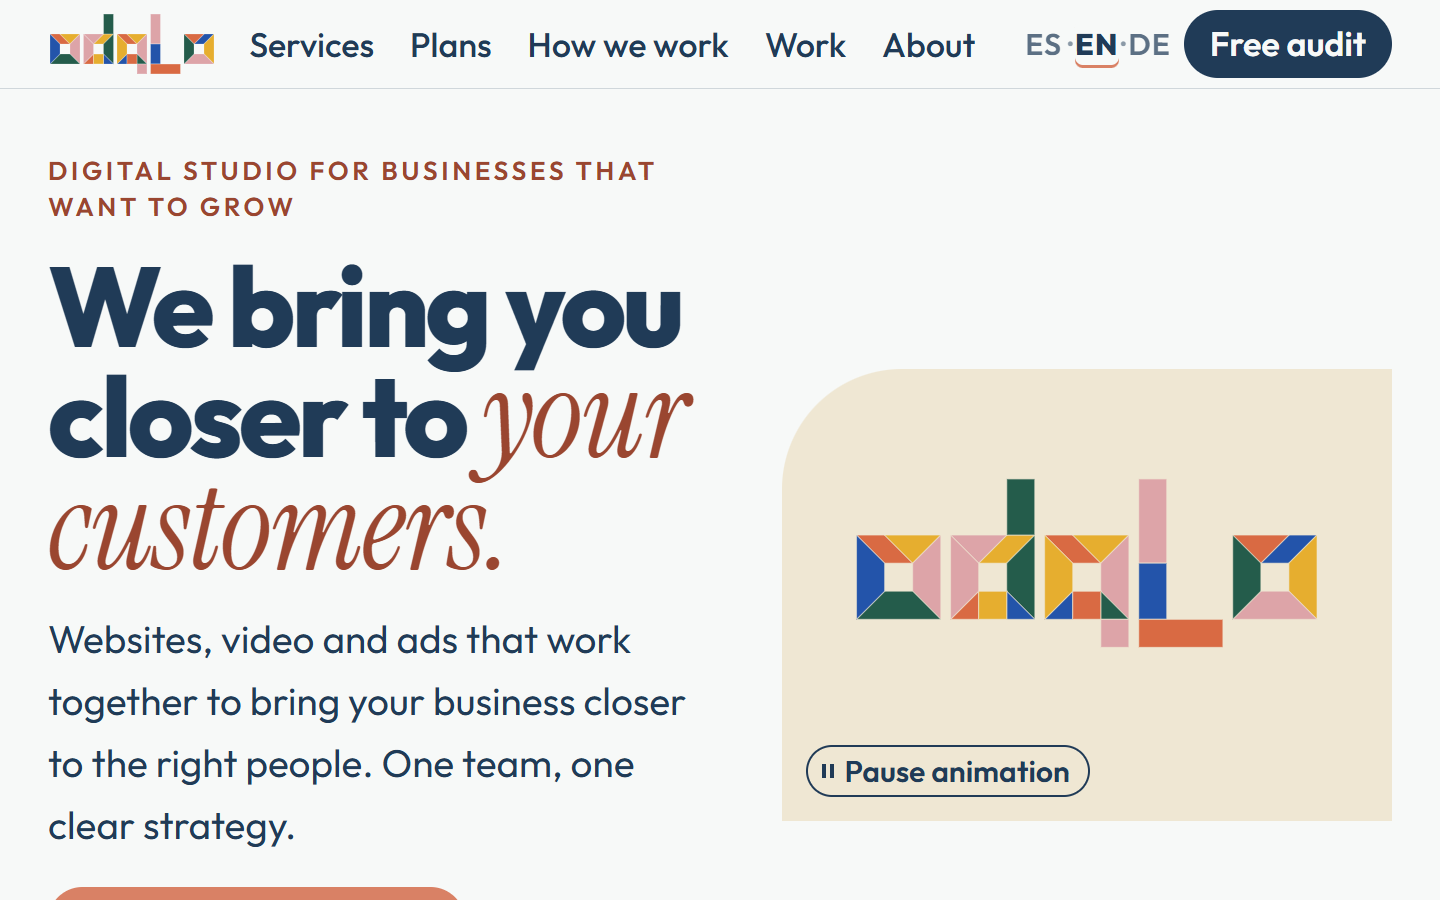 odqLo
Services
Plans
How we work
Work
About
ES · EN · DE
Free audit
DIGITAL STUDIO FOR BUSINESSES THAT
WANT TO GROW
We bring you
closer to your
customers.
Websites, video and ads that work
together to bring your business closer
to the right people. One team, one
clear strategy.
odqLo
Pause animation